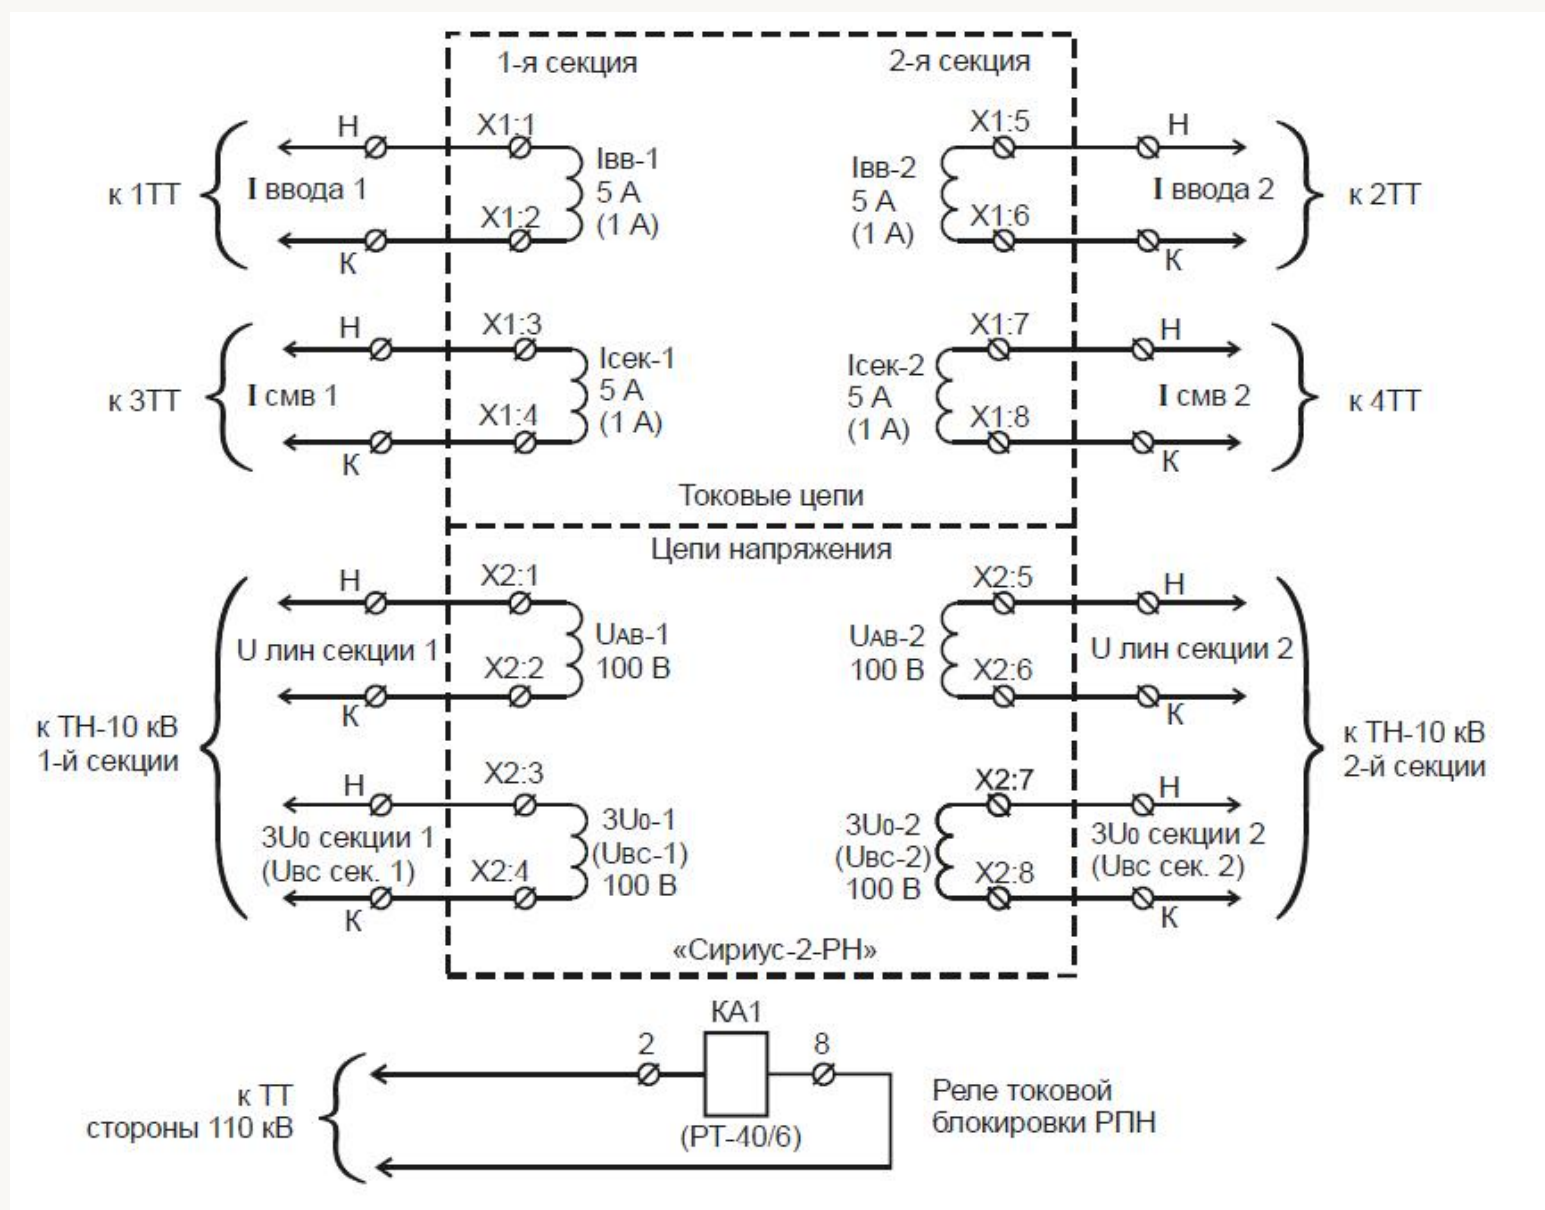 1-я секция
2-я секция
Н
X1:1
X1:5
Н
к 1ТТ
I ввода 1
Iвв-1
5 А
(1 А)
Iвв-2
5 А
(1 А)
I ввода 2
к 2ТТ
К
X1:2
X1:6
К
Н
X1:3
X1:7
Н
к 3ТТ
I смв 1
Iсек-1
5 А
(1 А)
Iсек-2
5 А
(1 А)
I смв 2
к 4ТТ
К
X1:4
X1:8
К
Токовые цепи
Цепи напряжения
Н
X2:1
X2:5
Н
U лин секции 1
UАВ-1
100 В
UАВ-2
100 В
U лин секции 2
К
X2:2
X2:6
К
к ТН-10 кВ
1-й секции
к ТН-10 кВ
2-й секции
Н
X2:3
X2:7
Н
3U0 секции 1
(UВС сек. 1)
3U0-1
(UВС-1)
100 В
3U0-2
(UВС-2)
100 В
3U0 секции 2
(UВС сек. 2)
К
X2:4
X2:8
К
«Сириус-2-РН»
КА1
2
8
к ТТ
стороны 110 кВ
(РТ-40/6)
Реле токовой
блокировки РПН